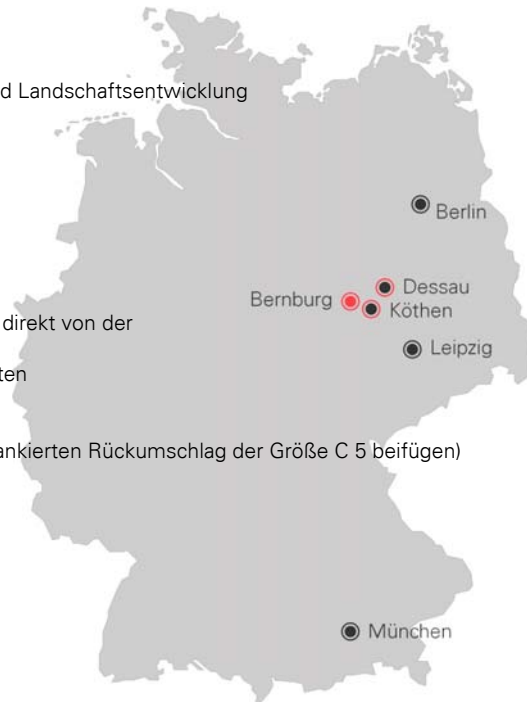 d Landschaftsentwicklung
Berlin
Dessau
Bernburg
Köthen
direkt von der
Leipzig
ten
ankierten Rückumschlag der Größe C 5 beifügen)
München